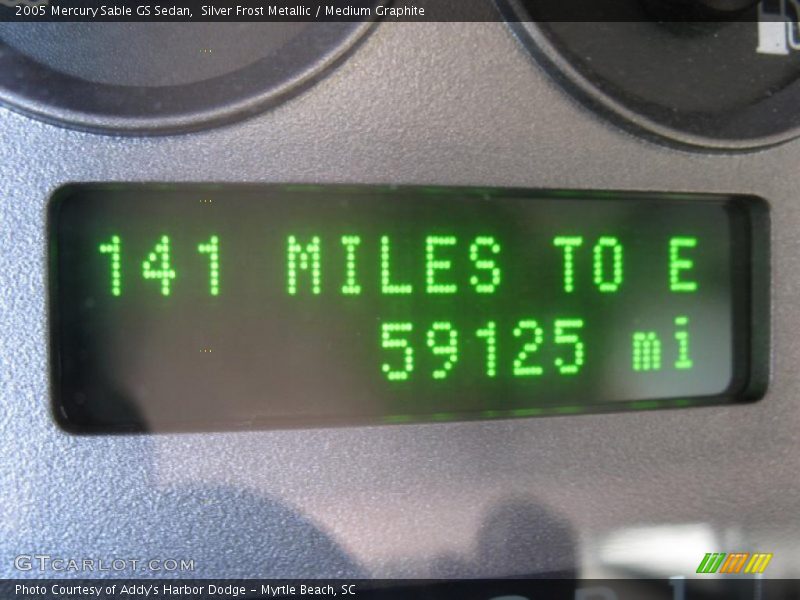 2005 Mercury Sable GS Sedan,  Silver Frost Metallic / Medium Graphite
141 MILES TO E
59125 mi
GTCARLOT.COM
Photo Courtesy of Addy's Harbor Dodge - Myrtle Beach, SC